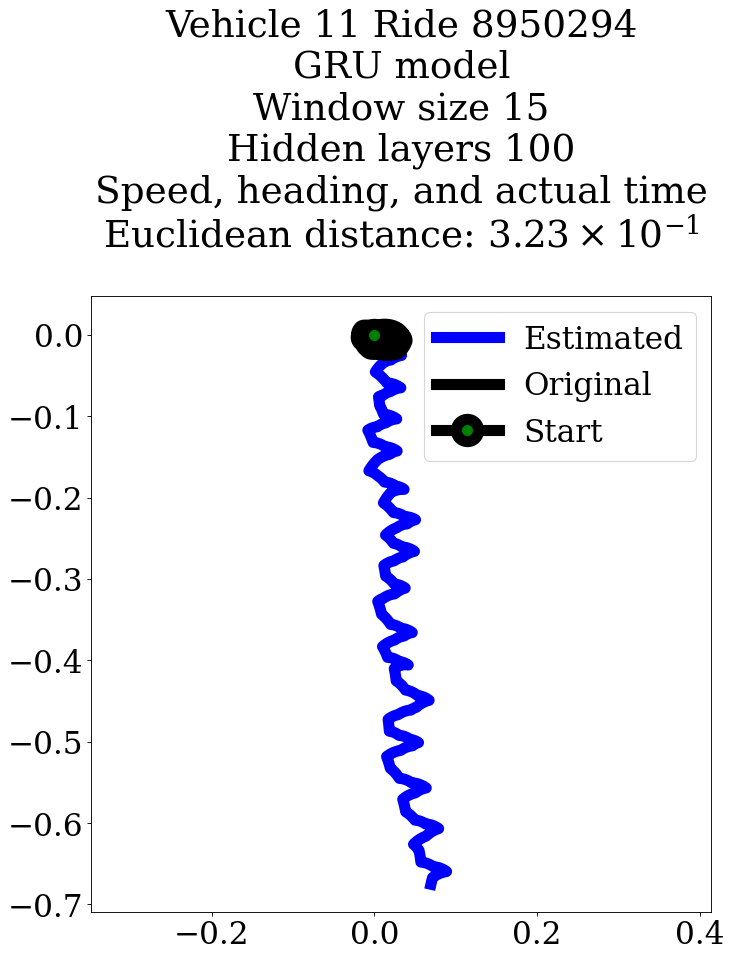 Vehicle 11 Ride 8950294
GRU model
Window size 15
Hidden layers 100
Speed, heading, and actual time
Euclidean distance: 3.23 × 10⁻¹
Estimated
Original
Start
0.0
−0.1
−0.2
−0.3
−0.4
−0.5
−0.6
−0.7
−0.2
0.0
0.2
0.4